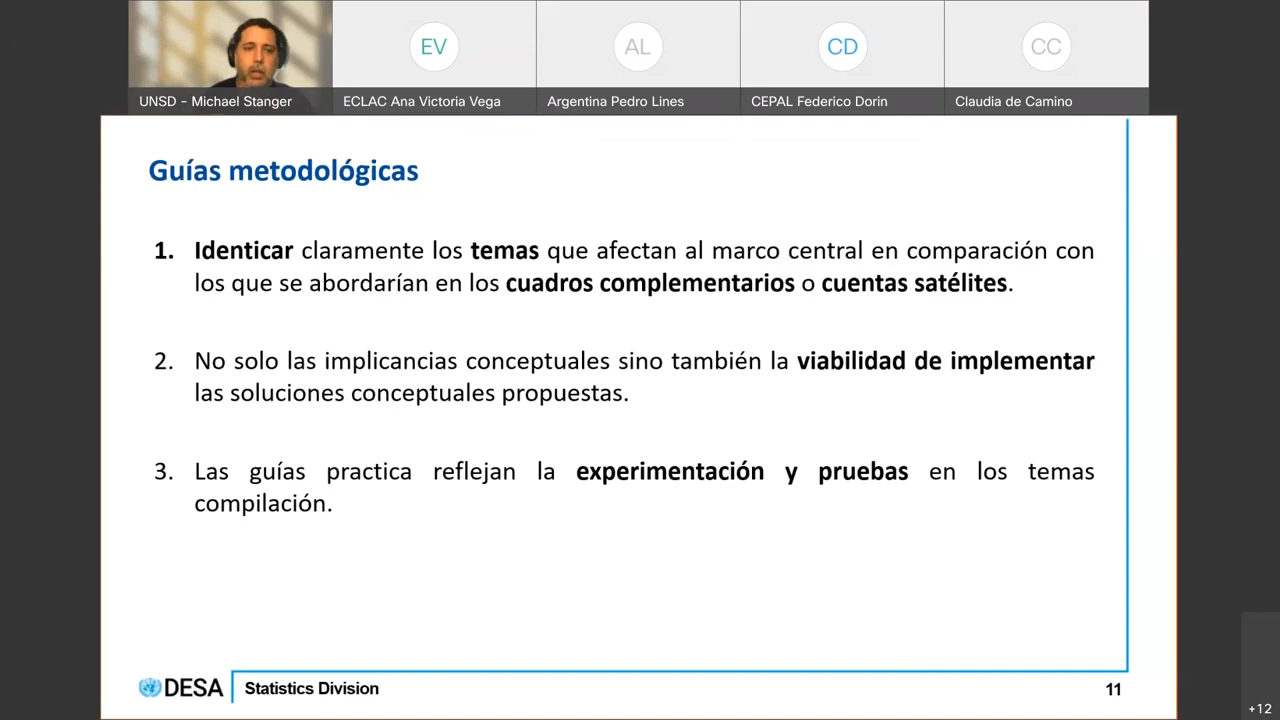 EV
AL
CD
CC
UNSD - Michael Stanger
ECLAC Ana Victoria Vega
Argentina Pedro Lines
CEPAL Federico Dorin
Claudia de Camino
Guías metodológicas
1. Identicar claramente los temas que afectan al marco central en comparación con
los que se abordarían en los cuadros complementarios o cuentas satélites.
2. No solo las implicancias conceptuales sino también la viabilidad de implementar
las soluciones conceptuales propuestas.
3. Las guías practica reflejan la experimentación y pruebas en los temas
compilación.
DESA
Statistics Division
11
+12